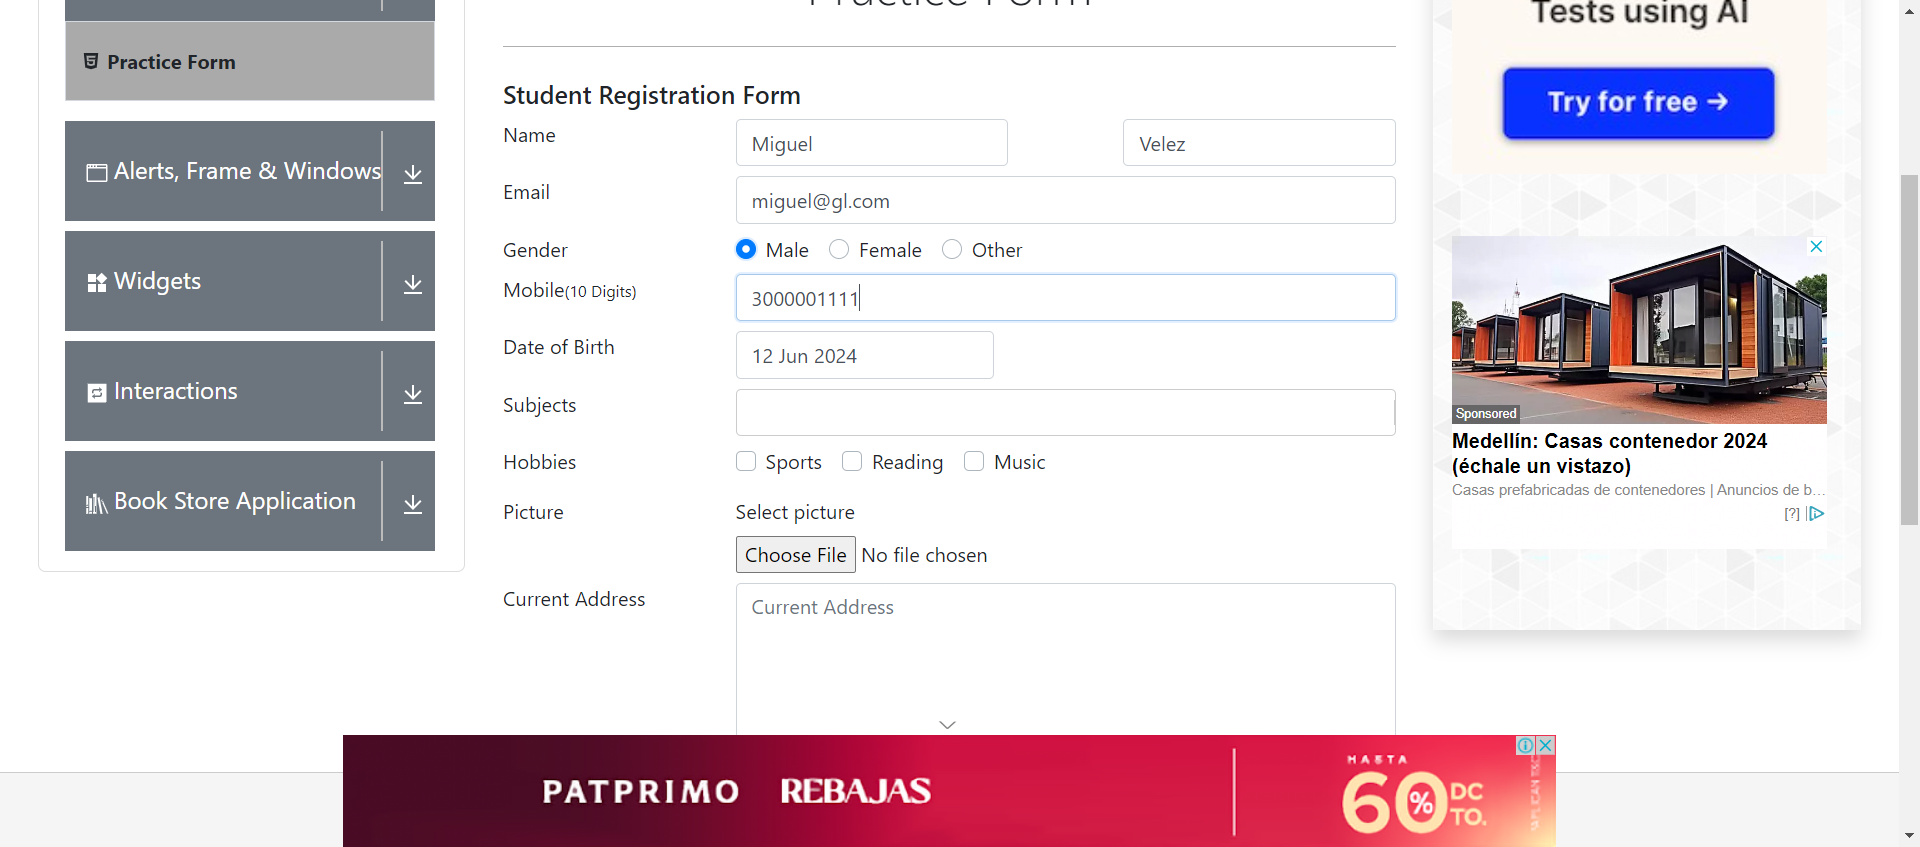 Practice Form
Practice Form
Student Registration Form
Name
Miguel
Velez
Email
miguel@gl.com
Gender
Male
Female
Other
Mobile(10 Digits)
3000001111
Date of Birth
12 Jun 2024
Subjects
Hobbies
Sports
Reading
Music
Picture
Select picture
Choose File No file chosen
Current Address
Current Address
Alerts, Frame & Windows
Widgets
Interactions
Book Store Application
Tests using AI
Try for free →
Sponsored
Medellín: Casas contenedor 2024
(échale un vistazo)
Casas prefabricadas de contenedores | Anuncios de b...
[?]
PATPRIMO REBAJAS
HASTA
60% DC
TO.